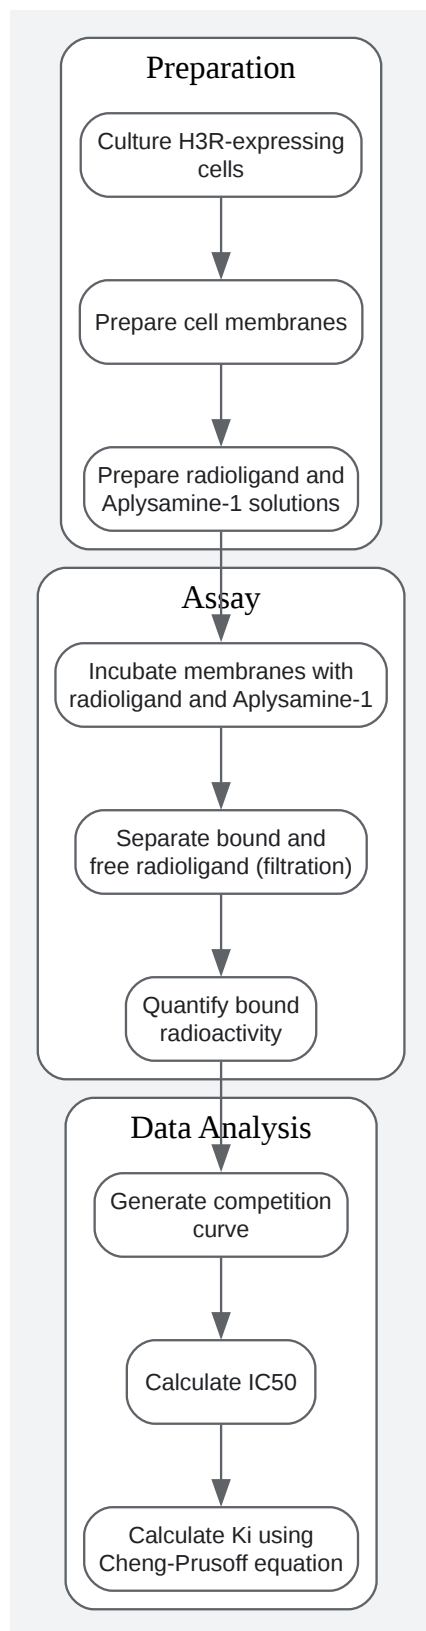 Preparation
Culture H3R-expressing
cells
Prepare cell membranes
Prepare radioligand and
Aplysamine-1 solutions
Assay
Incubate membranes with
radioligand and Aplysamine-1
Separate bound and
free radioligand (filtration)
Quantify bound
radioactivity
Data Analysis
Generate competition
curve
Calculate IC50
Calculate Ki using
Cheng-Prusoff equation